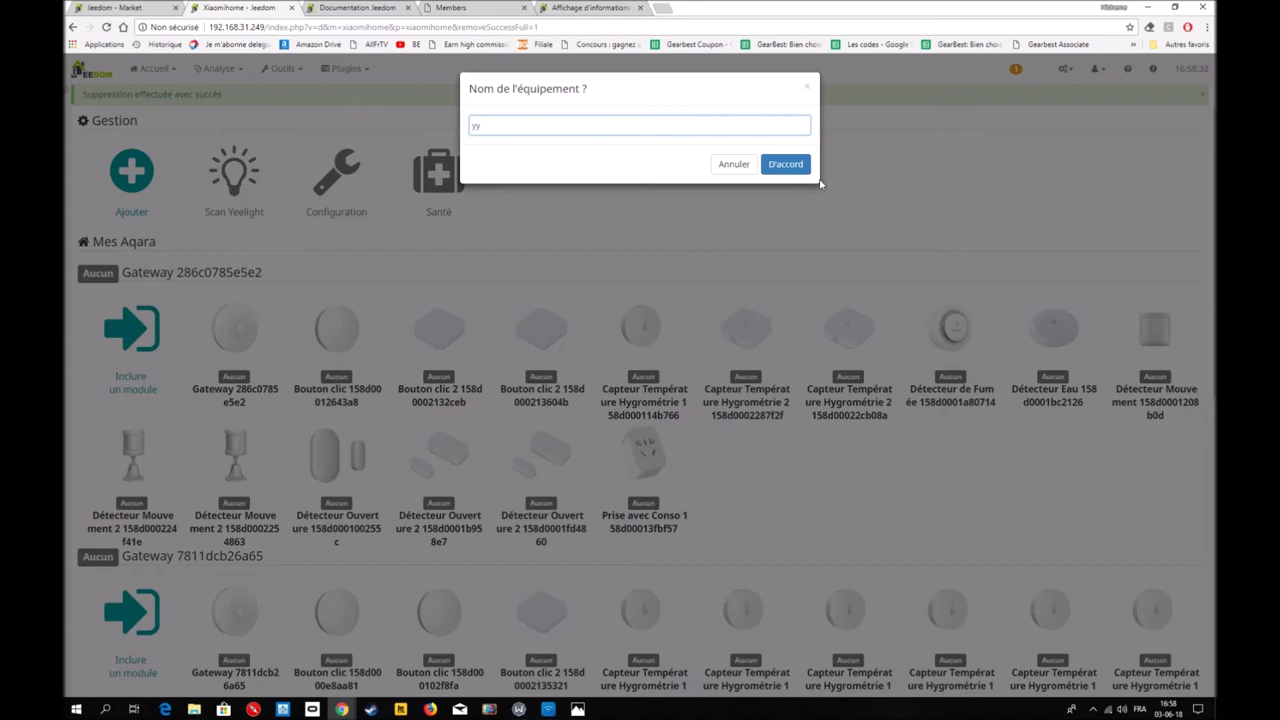 Jeedom - Market
Xiaomihome - Jeedom
Documentation Jeedom
Members
Affichage d'informations
Non sécurisé
192.168.31.249/index.php?v=d&m=xiaomihome&p=xiaomihome&removeSuccessFull=1
Applications
Historique
Je m'abonne deleg
Amazon Drive
AllFrTV
BE
Earn high commissi
Filiale
Concours : gagnez
Gearbest Coupon -
GearBest: Bien choi
Les codes - Google
GearBest: Bien choi
Gearbest Associate
»
Autres favoris
JEEDOM
Accueil
Analyse
Outils
Plugins
1
16:58:32
Suppression effectuée avec succés
Nom de l'équipement ?
×
yy
Annuler
D'accord
Gestion
Ajouter
Scan Yeelight
Configuration
Santé
Mes Aqara
Aucun Gateway 286c0785e5e2
Inclure
un module
Aucun
Gateway 286c0785
e5e2
Aucun
Bouton clic 158d00
012643a8
Aucun
Bouton clic 2 158d
0002132ceb
Aucun
Bouton clic 2 158d
000213604b
Aucun
Capteur Températ
ure Hygrométrie 1
58d000114b766
Aucun
Capteur Températ
ure Hygrométrie 2
158d0002287f2f
Aucun
Capteur Températ
ure Hygrométrie 2
158d00022cb08a
Aucun
Détecteur de Fum
ée 158d0001a80714
Aucun
Détecteur Eau 158
d0001bc2126
Aucun
Détecteur Mouve
ment 158d0001208
b0d
Aucun
Détecteur Mouve
ment 2 158d000224
f41e
Aucun
Détecteur Mouve
ment 2 158d000225
4863
Aucun
Détecteur Ouvert
ure 158d000100255
c
Aucun
Détecteur Ouvert
ure 2 158d0001b95
8e7
Aucun
Détecteur Ouvert
ure 2 158d0001fd48
60
Aucun
Prise avec Conso 1
58d00013fbf57
Aucun Gateway 7811dcb26a65
Inclure
un module
Aucun
Gateway 7811dcb2
6a65
Aucun
Bouton clic 158d00
00e8aa81
Aucun
Bouton clic 158d00
0102f8fa
Aucun
Bouton clic 2 158d
0002135321
Aucun
Capteur Températ
ure Hygrométrie 1
Aucun
Capteur Températ
ure Hygrométrie 1
Aucun
Capteur Températ
ure Hygrométrie 1
Aucun
Capteur Températ
ure Hygrométrie 1
Aucun
Capteur Températ
ure Hygrométrie 1
Aucun
Capteur Températ
ure Hygrométrie 1
FRA
16:58
03-06-18